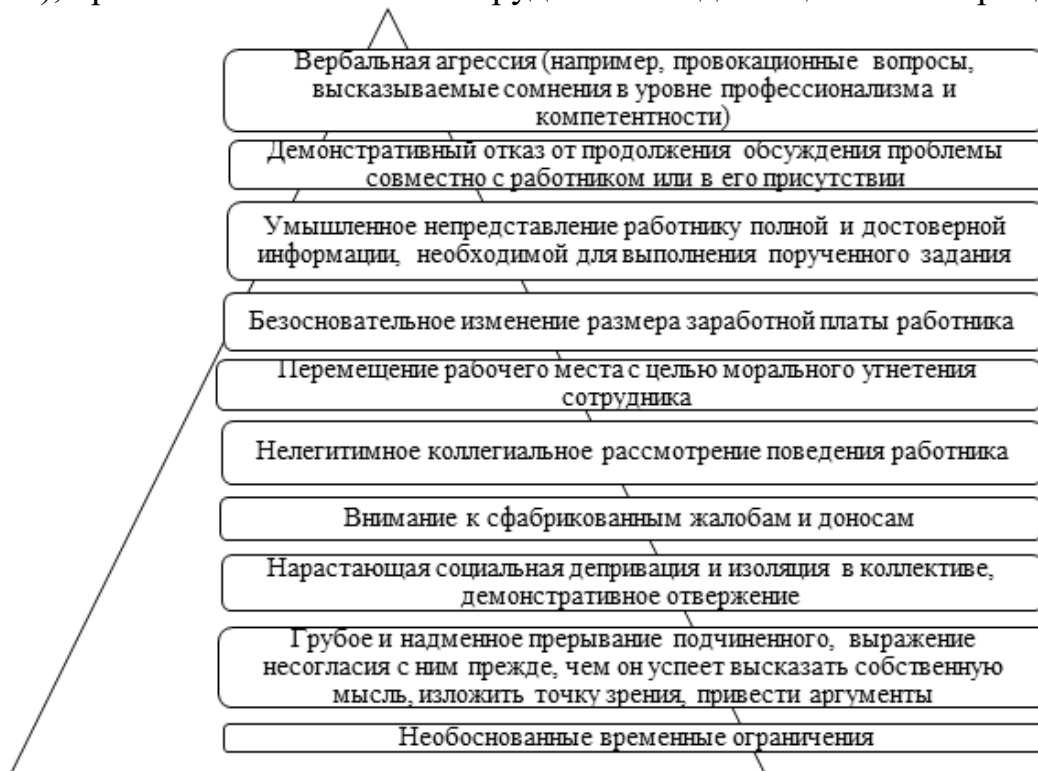 Вербальная агрессия (например, провокационные вопросы,
высказываемые сомнения в уровне профессионализма и
компетентности)
Демонстративный отказ от продолжения обсуждения проблемы
совместно с работником или в его присутствии
Умышленное непредставление работнику полной и достоверной
информации, необходимой для выполнения порученного задания
Безосновательное изменение размера заработной платы работника
Перемещение рабочего места с целью морального угнетения
сотрудника
Нелегитимное коллегиальное рассмотрение поведения работника
Внимание к сфабрикованным жалобам и доносам
Нарастающая социальная депривация и изоляция в коллективе,
демонстративное отвержение
Грубое и надменное прерывание подчиненного, выражение
несогласия с ним прежде, чем он успеет высказать собственную
мысль, изложить точку зрения, привести аргументы
Необоснованные временные ограничения